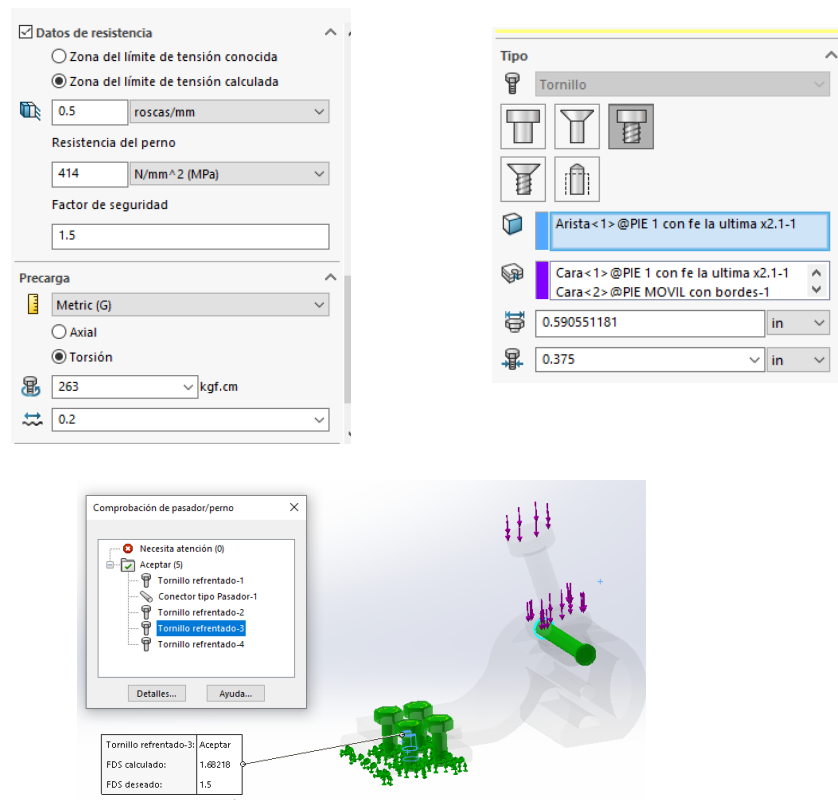 Datos de resistencia
Zona del límite de tensión conocida
Zona del límite de tensión calculada
0.5 roscas/mm
Resistencia del perno
414 N/mm^2 (MPa)
Factor de seguridad
1.5
Precarga
Metric (G)
Axial
Torsión
263 kgf.cm
0.2
Tipo
Tornillo
Arista<1>@PIE 1 con fe la ultima x2.1-1
Cara<1>@PIE 1 con fe la ultima x2.1-1
Cara<2>@PIE MOVIL con bordes-1
0.590551181 in
0.375 in
Comprobación de pasador/perno
Necesita atención (0)
Aceptar (5)
Tornillo refrentado-1
Conector tipo Pasador-1
Tornillo refrentado-2
Tornillo refrentado-3
Tornillo refrentado-4
Detalles... Ayuda...
Tornillo refrentado-3: Aceptar
FDS calculado: 1.68218
FDS deseado: 1.5